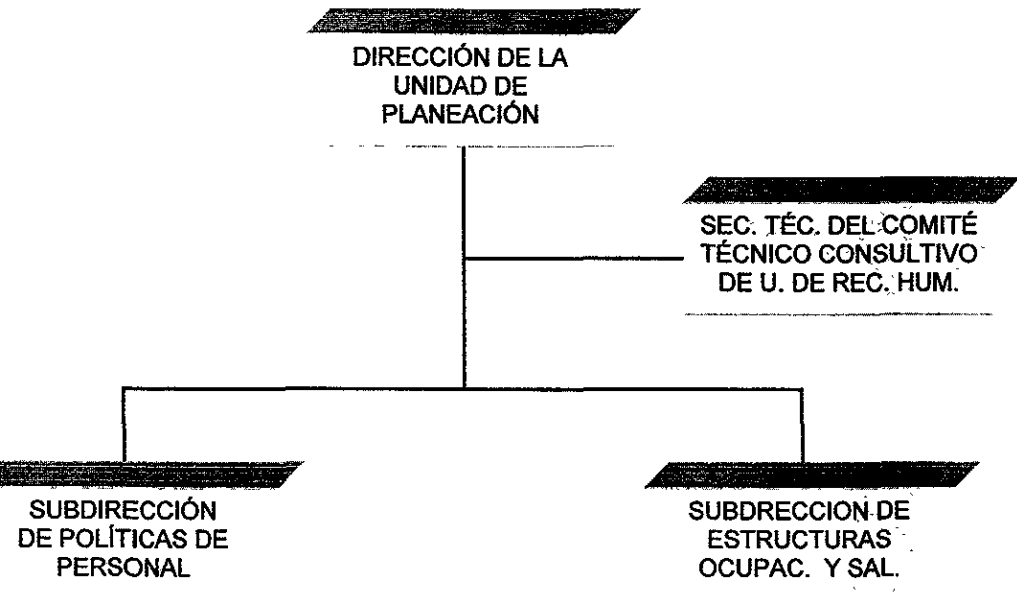 DIRECCIÓN DE LA
UNIDAD DE
PLANEACIÓN
SEC. TÉC. DEL COMITÉ
TÉCNICO CONSULTIVO
DE U. DE REC. HUM.
SUBDIRECCIÓN
DE POLÍTICAS DE
PERSONAL
SUBDRECCION DE
ESTRUCTURAS
OCUPAC. Y SAL.